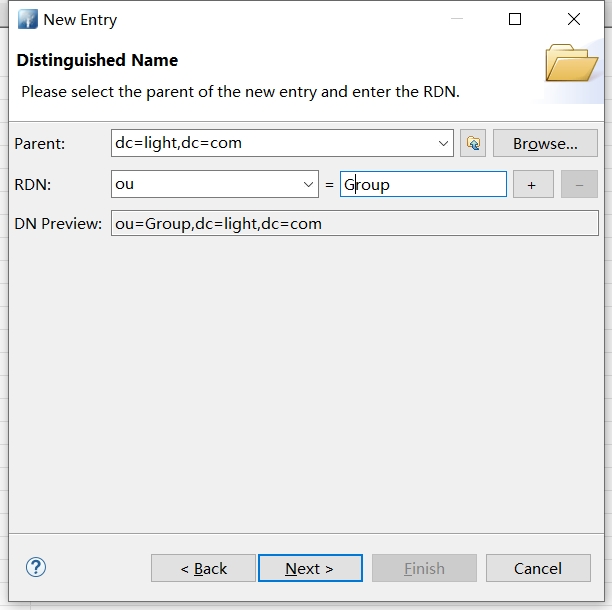 New Entry
Distinguished Name
Please select the parent of the new entry and enter the RDN.
Parent: dc=light,dc=com Browse...
RDN: ou = Group + -
DN Preview: ou=Group,dc=light,dc=com
? < Back Next > Finish Cancel